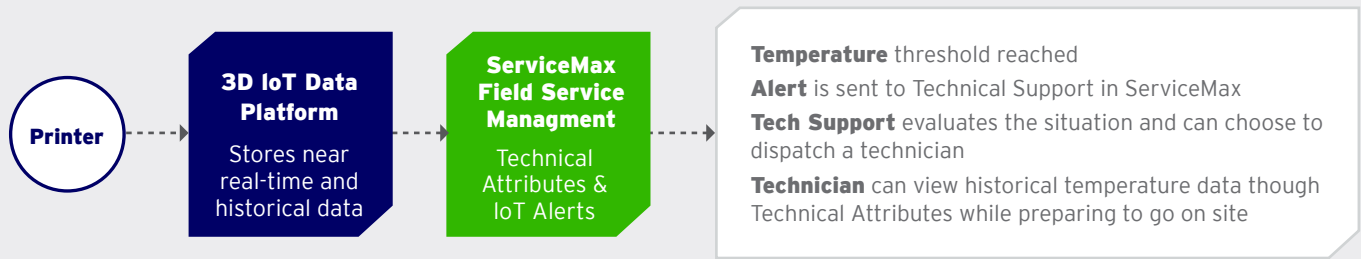 Printer
3D IoT Data
Platform
Stores near
real-time and
historical data
ServiceMax
Field Service
Managment
Technical
Attributes &
IoT Alerts
Temperature threshold reached
Alert is sent to Technical Support in ServiceMax
Tech Support evaluates the situation and can choose to
dispatch a technician
Technician can view historical temperature data though
Technical Attributes while preparing to go on site